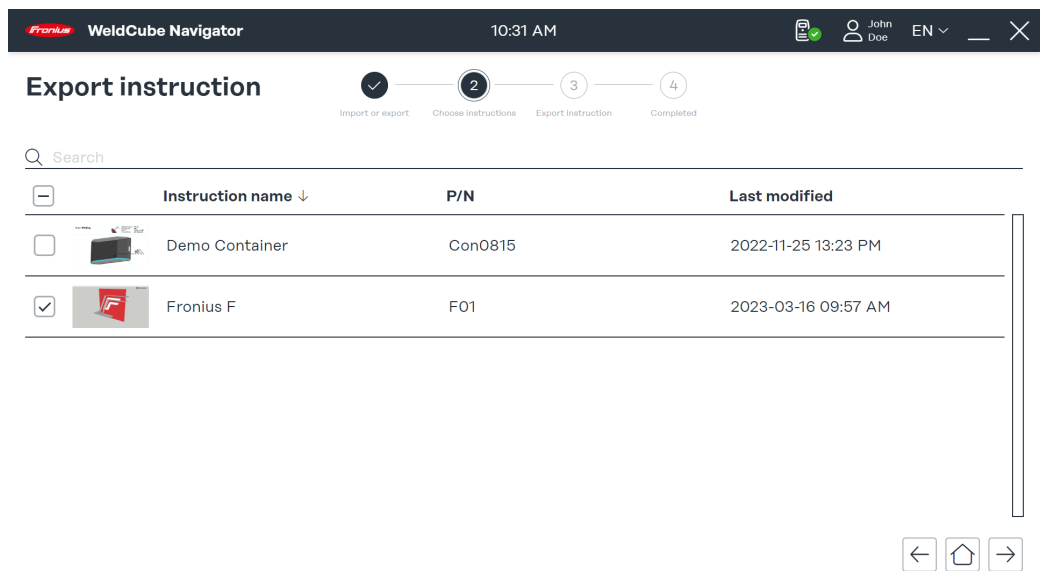 Fronius WeldCube Navigator 10:31 AM John Doe EN
Export instruction
2 3 4
Import or export Choose instructions Export instruction Completed
Search
Instruction name ↓ P/N Last modified
Demo Container Con0815 2022-11-25 13:23 PM
Fronius F F01 2023-03-16 09:57 AM